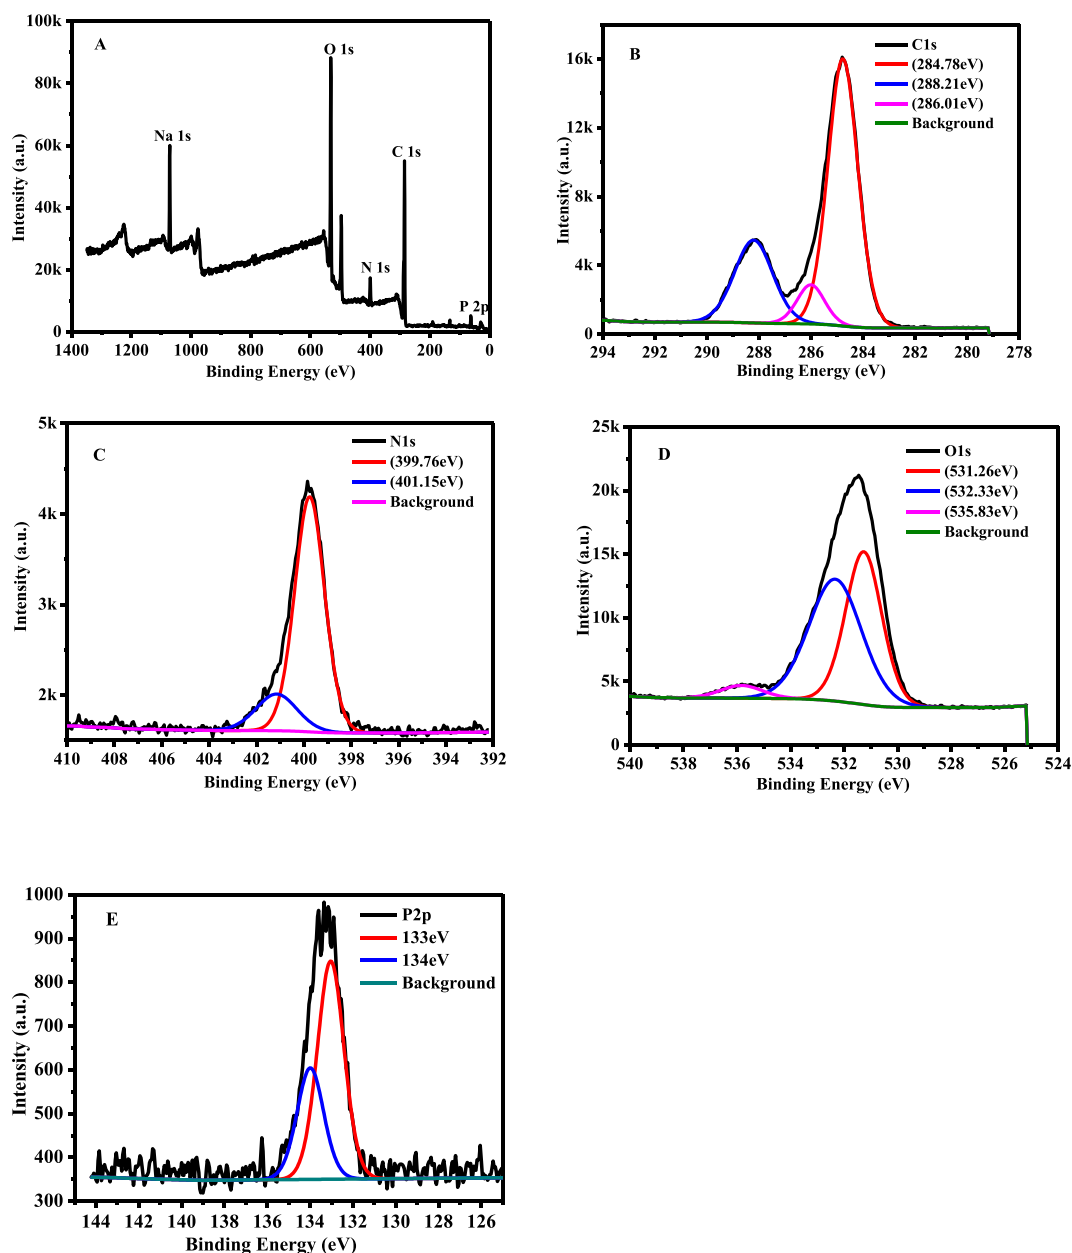 A
100k
80k
60k
40k
20k
0
1400 1200 1000 800 600 400 200 0
Na 1s
O 1s
C 1s
N 1s
P 2p
Intensity (a.u.)
Binding Energy (eV)
B
16k
12k
8k
4k
0
294 292 290 288 286 284 282 280 278
C1s
(284.78eV)
(288.21eV)
(286.01eV)
Background
Intensity (a.u.)
Binding Energy (eV)
C
5k
4k
3k
2k
410 408 406 404 402 400 398 396 394 392
N1s
(399.76eV)
(401.15eV)
Background
Intensity (a.u.)
Binding Energy (eV)
D
25k
20k
15k
10k
5k
0
540 538 536 534 532 530 528 526 524
O1s
(531.26eV)
(532.33eV)
(535.83eV)
Background
Intensity (a.u.)
Binding Energy (eV)
E
1000
900
800
700
600
500
400
300
144 142 140 138 136 134 132 130 128 126
P2p
133eV
134eV
Background
Intensity (a.u.)
Binding Energy (eV)